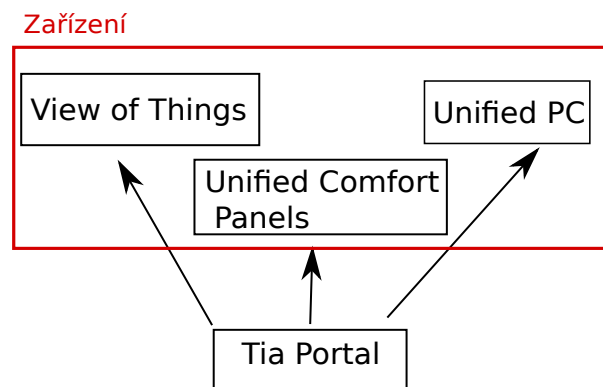 Zařízení
View of Things
Unified PC
Unified Comfort
Panels
Tia Portal